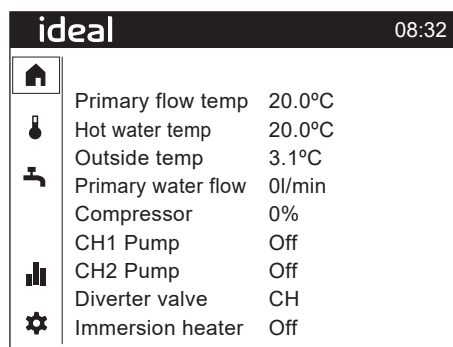 ideal 08:32
Primary flow temp 20.0ºC
Hot water temp 20.0ºC
Outside temp 3.1ºC
Primary water flow 0l/min
Compressor 0%
CH1 Pump Off
CH2 Pump Off
Diverter valve CH
Immersion heater Off